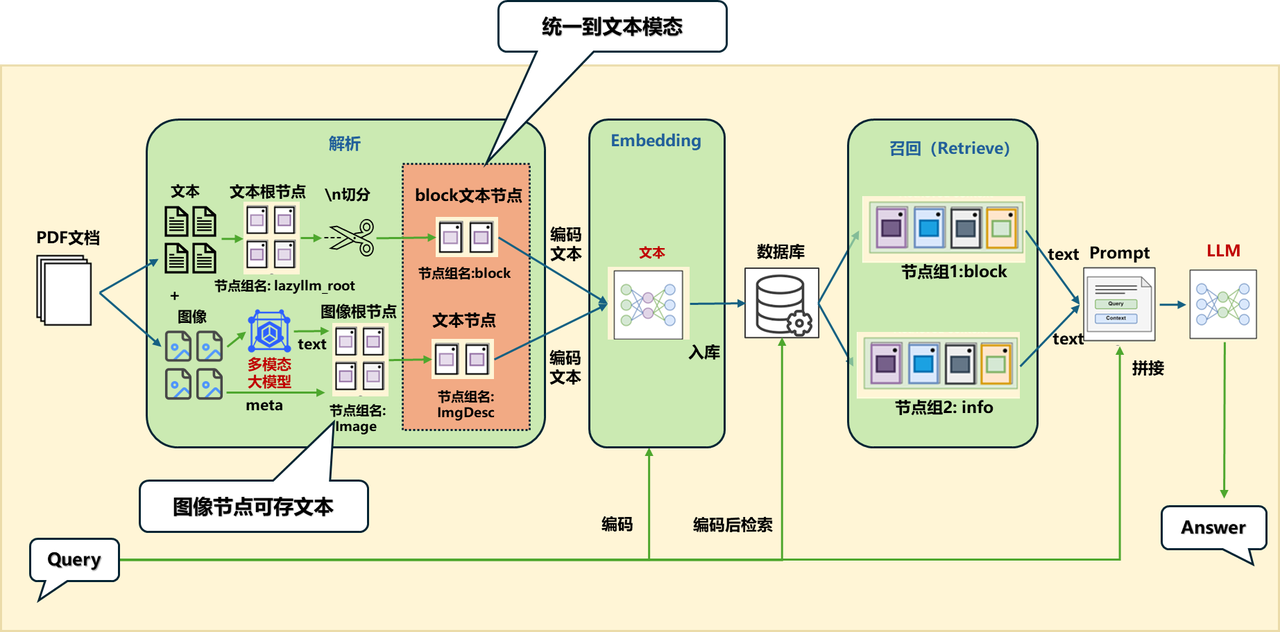 统一到文本模态
解析
Embedding
召回（Retrieve）
文本
文本根节点
\n切分
block文本节点
PDF文档
节点组名: lazyllm_root
节点组名:block
+
图像
图像根节点
text
多模态
大模型
meta
节点组名:
Image
文本节点
节点组名:
ImgDesc
编码
文本
编码
文本
文本
入库
数据库
节点组1:block
节点组2: info
text
text
Prompt
Query
Context
拼接
LLM
图像节点可存文本
编码
编码后检索
Query
Answer